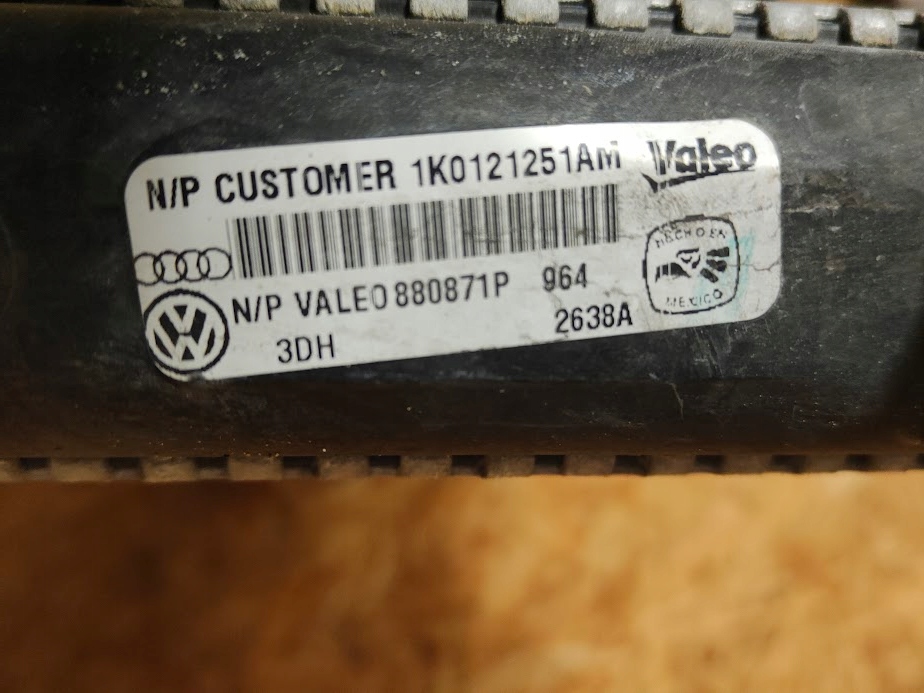 N/P CUSTOMER 1K0121251AM
Valeo
HECHO EN
MEXICO
N/P VALEO 880871P 964
3DH 2638A